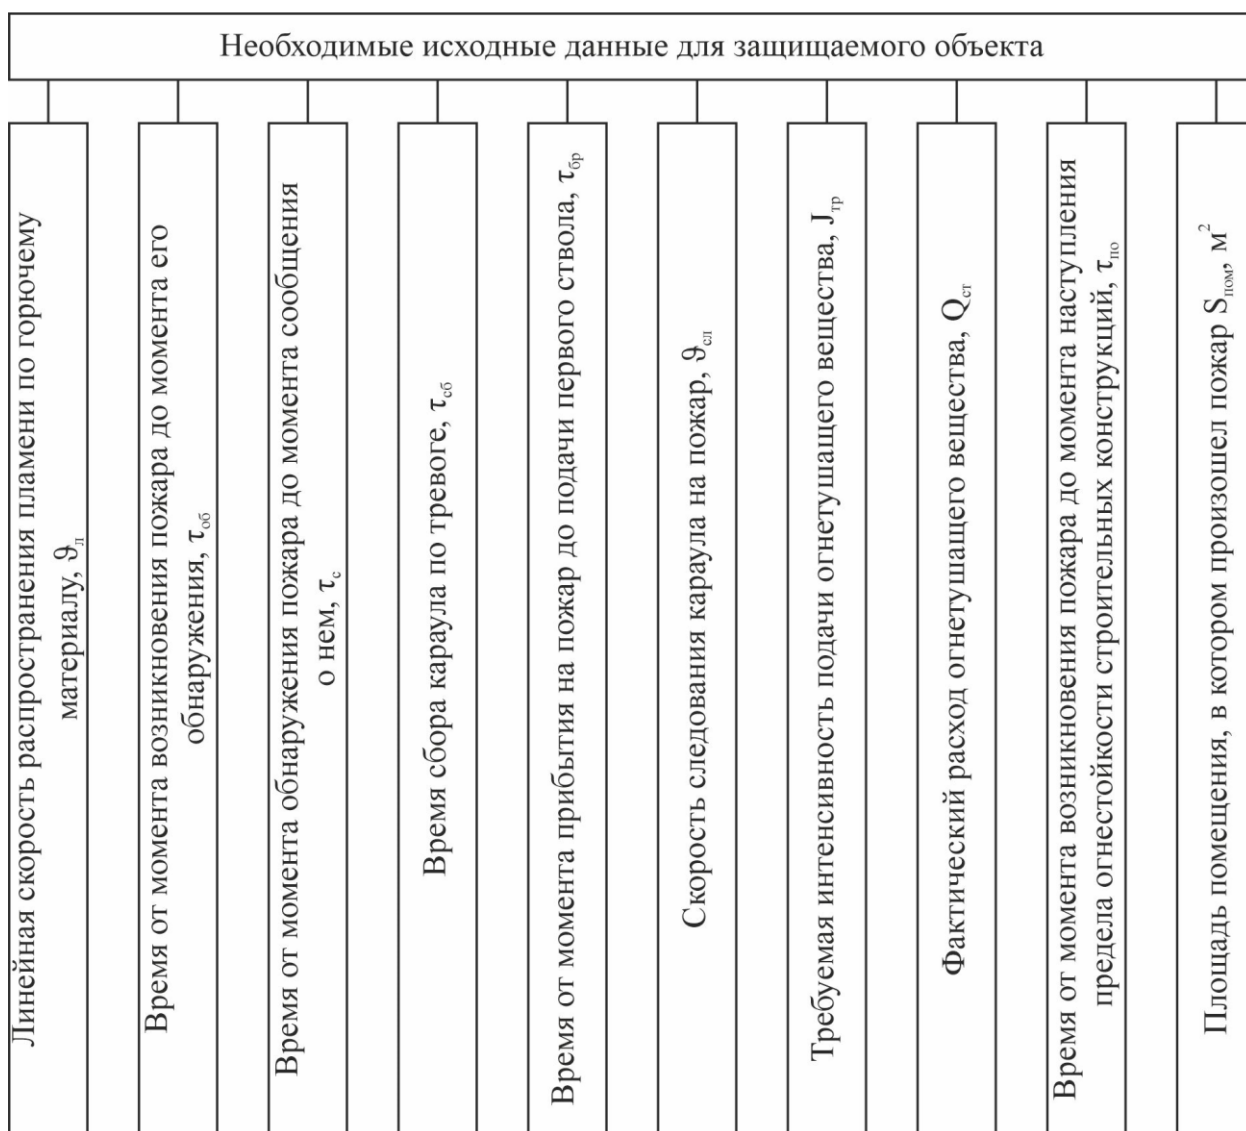 Необходимые исходные данные для защищаемого объекта
Линейная скорость распространения пламени по горючему
материалу, ϑл
Время от момента возникновения пожара до момента его
обнаружения, τоб
Время от момента обнаружения пожара до момента сообщения
о нем, τс
Время сбора караула по тревоге, τсб
Время от момента прибытия на пожар до подачи первого ствола, τбр
Скорость следования караула на пожар, ϑсл
Требуемая интенсивность подачи огнетушащего вещества, Jтр
Фактический расход огнетушащего вещества, Qст
Время от момента возникновения пожара до момента наступления
предела огнестойкости строительных конструкций, τпо
Площадь помещения, в котором произошел пожар Sпом, м²